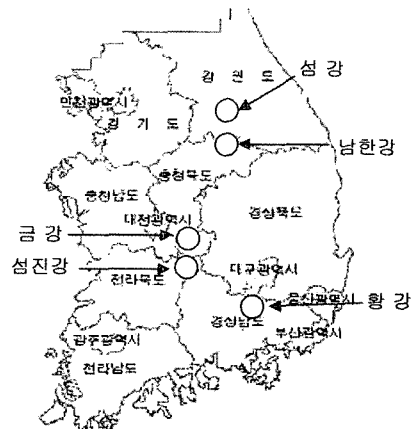 강 원 도
섬 강
인천광역시
경 기 도
남한강
충청북도
충청남도
대전광역시
경상북도
금 강
섬진강
전라북도
대구광역시
울산광역시
황 강
경상남도
부산광역시
광주광역시
전라남도